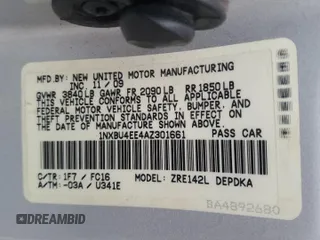 MFD. BY NEW UNITED MOTOR MANUFACTURING
INC. 11/09
GVWR 3840LB GAWR FR 2090LB RR 1850LB
THIS VEHICLE CONFORMS TO ALL APPLICABLE
FEDERAL MOTOR VEHICLE SAFETY, BUMPER, AND
THEFT PREVENTION STANDARDS IN EFFECT ON
THE DATE OF MANUFACTURE SHOWN ABOVE.
1NXBU4EE4AZ301661 PASS. CAR
C/TR: 1F7 / FC16 MODEL: ZRE142L DEPDKA
A/TM: -03A / U341E
DA4B92680
DREAMBID